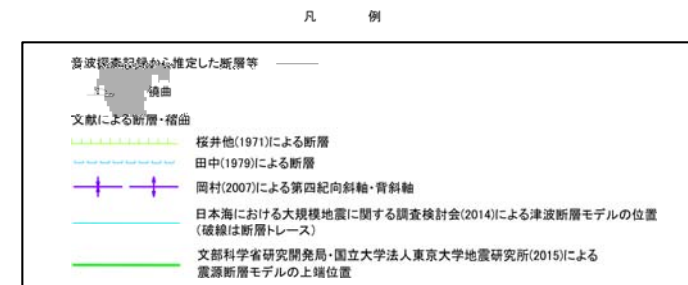 凡 例
音波探査記録から推定した断層等
撓曲
文献による断層・褶曲
桜井他(1971)による断層
田中(1979)による断層
岡村(2007)による第四紀向斜軸・背斜軸
日本海における大規模地震に関する調査検討会(2014)による津波断層モデルの位置
(破線は断層トレース)
文部科学省研究開発局・国立大学法人東京大学地震研究所(2015)による
震源断層モデルの上端位置